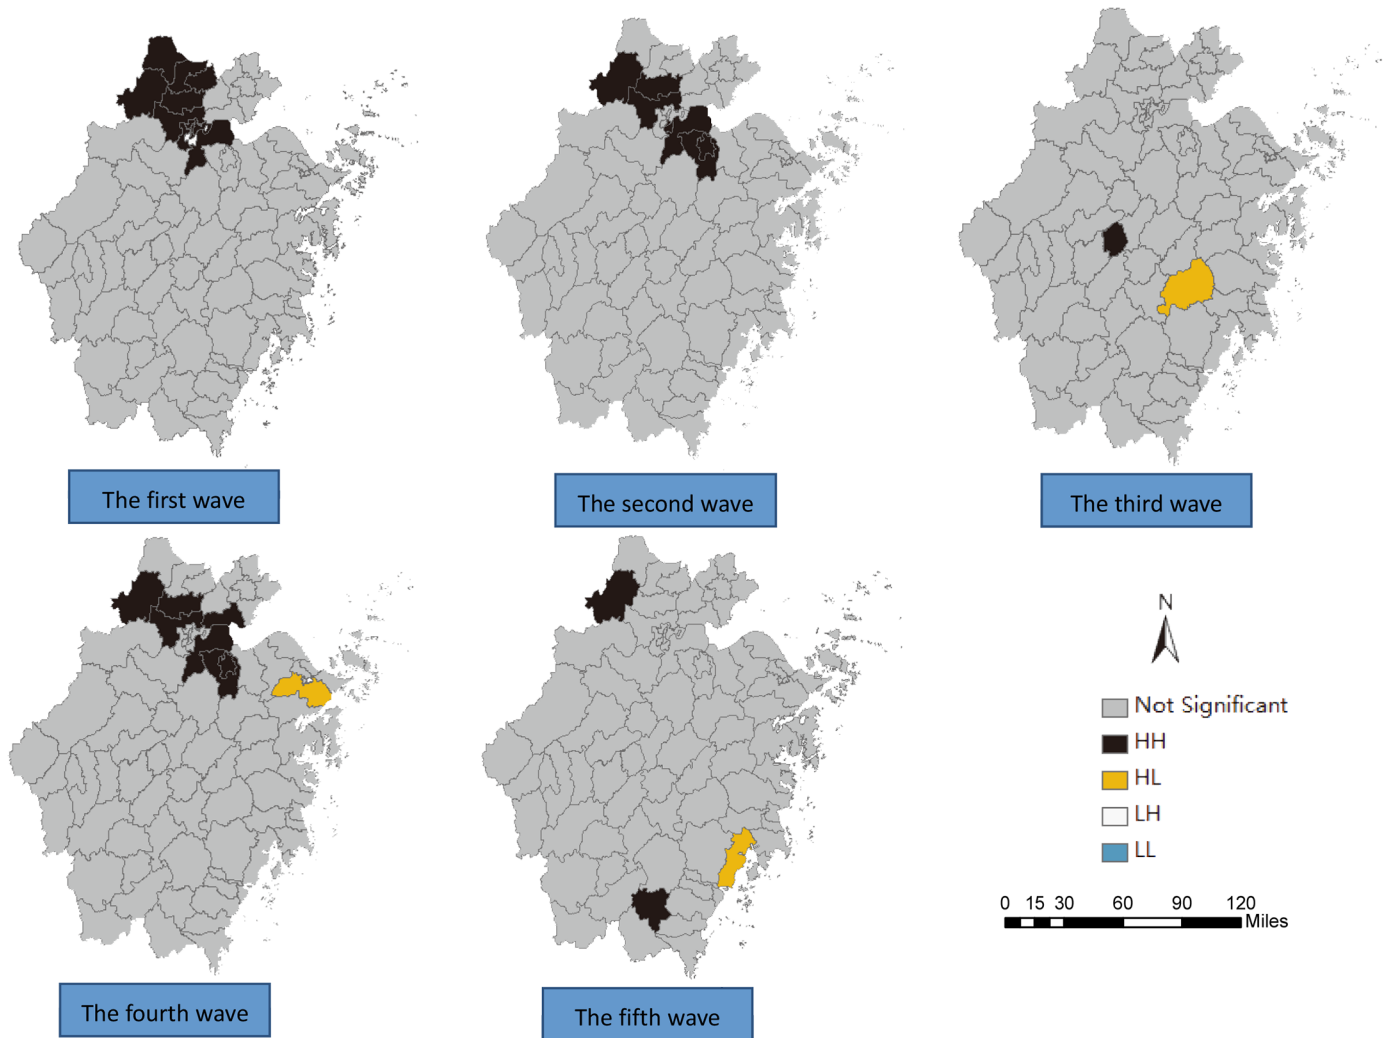 The first wave
The second wave
The third wave
The fourth wave
The fifth wave
N
Not Significant
HH
HL
LH
LL
0 15 30 60 90 120
Miles